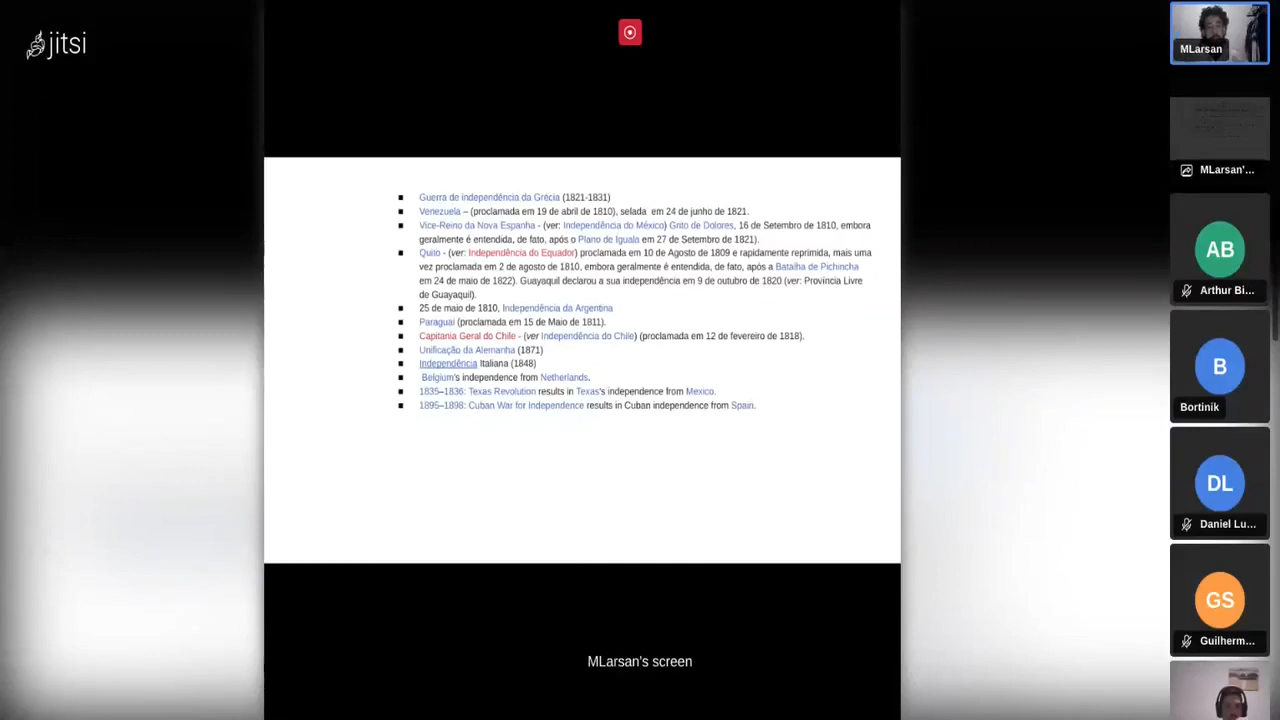 jitsi
Guerra de independência da Grécia (1821-1831)
Venezuela – (proclamada em 19 de abril de 1810), selada em 24 de junho de 1821.
Vice-Reino da Nova Espanha - (ver: Independência do México) Grito de Dolores, 16 de Setembro de 1810, embora
geralmente é entendida, de fato, após o Plano de Iguala em 27 de Setembro de 1821).
Quito - (ver: Independência do Equador) proclamada em 10 de Agosto de 1809 e rapidamente reprimida, mais uma
vez proclamada em 2 de agosto de 1810, embora geralmente é entendida, de fato, após a Batalha de Pichincha
em 24 de maio de 1822). Guayaquil declarou a sua independência em 9 de outubro de 1820 (ver: Província Livre
de Guayaquil).
25 de maio de 1810, Independência da Argentina
Paraguai (proclamada em 15 de Maio de 1811).
Capitania Geral do Chile - (ver Independência do Chile) (proclamada em 12 de fevereiro de 1818).
Unificação da Alemanha (1871)
Independência Italiana (1848)
Belgium's independence from Netherlands.
1835–1836: Texas Revolution results in Texas's independence from Mexico.
1895–1898: Cuban War for Independence results in Cuban independence from Spain.
MLarsan's screen
MLarsan
MLarsan'...
AB
Arthur Bi...
B
Bortinik
DL
Daniel Lu...
GS
Guilherm...